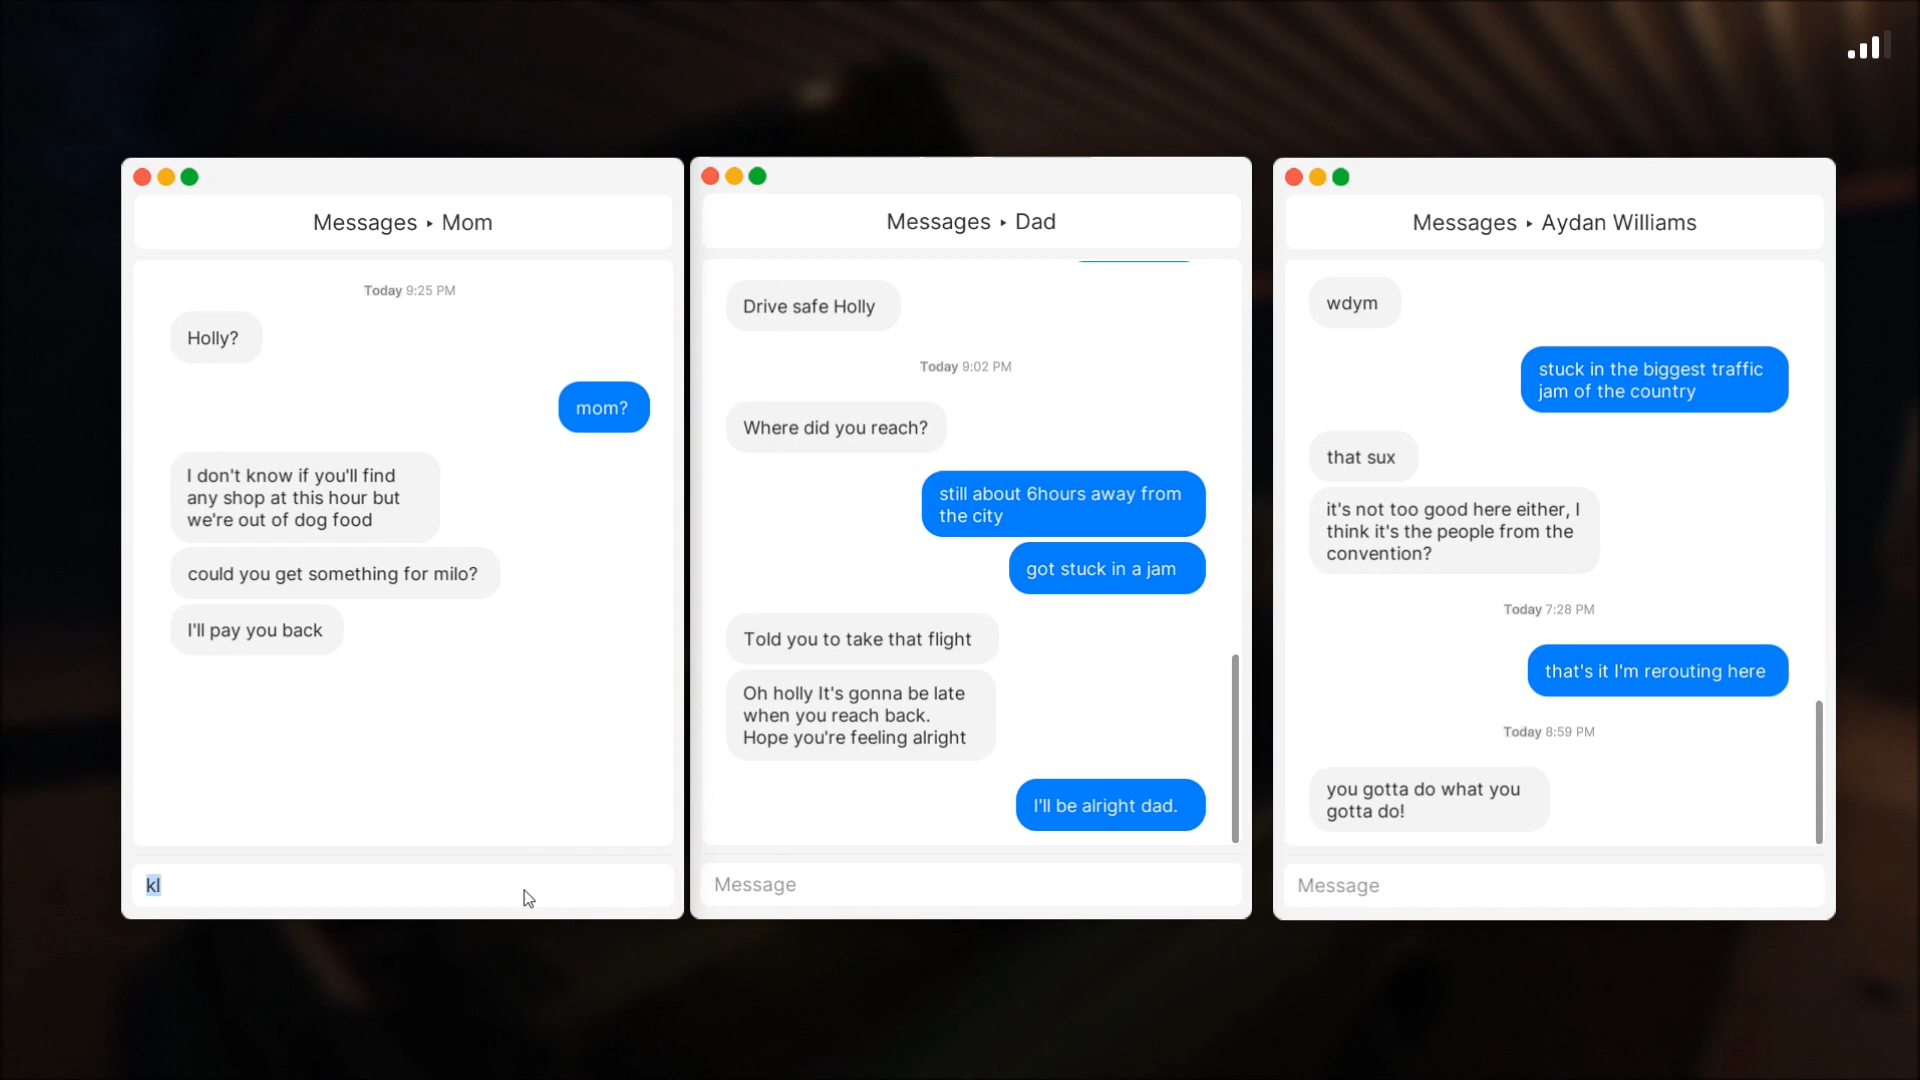 Messages ‣ Mom
Today 9:25 PM
Holly?
mom?
I don't know if you'll find
any shop at this hour but
we're out of dog food
could you get something for milo?
I'll pay you back
kl
Messages ‣ Dad
Drive safe Holly
Today 9:02 PM
Where did you reach?
still about 6hours away from
the city
got stuck in a jam
Told you to take that flight
Oh holly It's gonna be late
when you reach back.
Hope you're feeling alright
I'll be alright dad.
Message
Messages ‣ Aydan Williams
wdym
stuck in the biggest traffic
jam of the country
that sux
it's not too good here either, I
think it's the people from the
convention?
Today 7:28 PM
that's it I'm rerouting here
Today 8:59 PM
you gotta do what you
gotta do!
Message